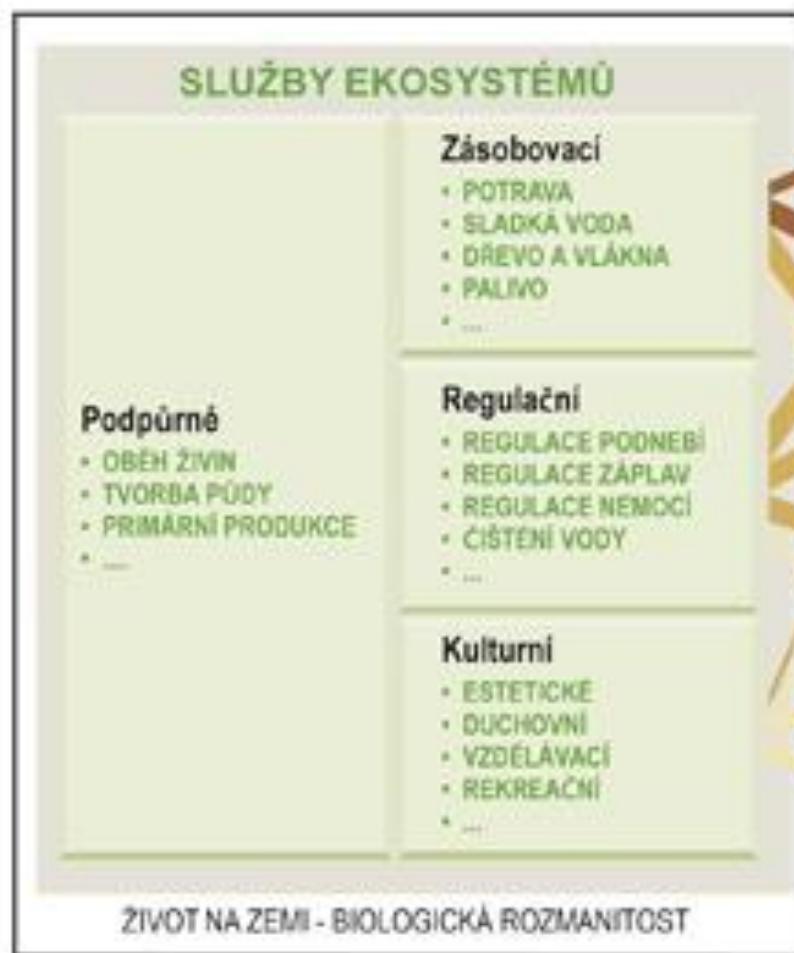 SLUŽBY EKOSYSTÉMŮ
Podpůrné
• OBĚH ŽIVIN
• TVORBA PŮDY
• PRIMÁRNÍ PRODUKCE
• ...
Zásobovací
• POTRAVA
• SLADKÁ VODA
• DŘEVO A VLÁKNA
• PALIVO
• ...
Regulační
• REGULACE PODNEBÍ
• REGULACE ZÁPLAV
• REGULACE NEMOCÍ
• ČIŠTĚNÍ VODY
• ...
Kulturní
• ESTETICKÉ
• DUCHOVNÍ
• VZDĚLÁVACÍ
• REKREAČNÍ
• ...
ŽIVOT NA ZEMI - BIOLOGICKÁ ROZMANITOST